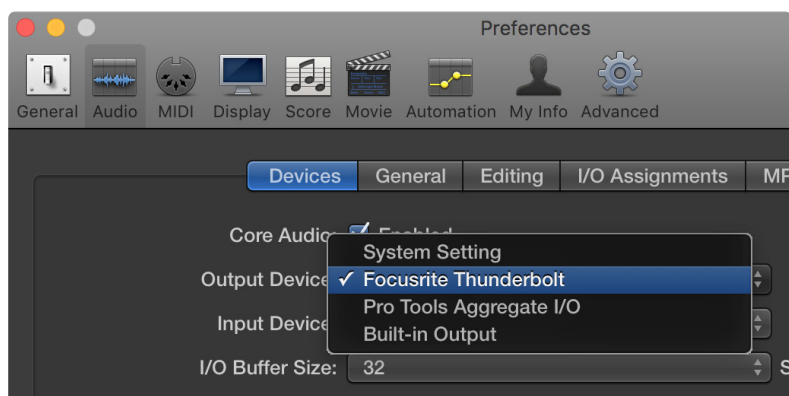 Preferences
General Audio MIDI Display Score Movie Automation My Info Advanced
Devices General Editing I/O Assignments
Core Audio: Enabled
System Setting
Output Device
✓ Focusrite Thunderbolt
Pro Tools Aggregate I/O
Input Device
Built-in Output
I/O Buffer Size: 32